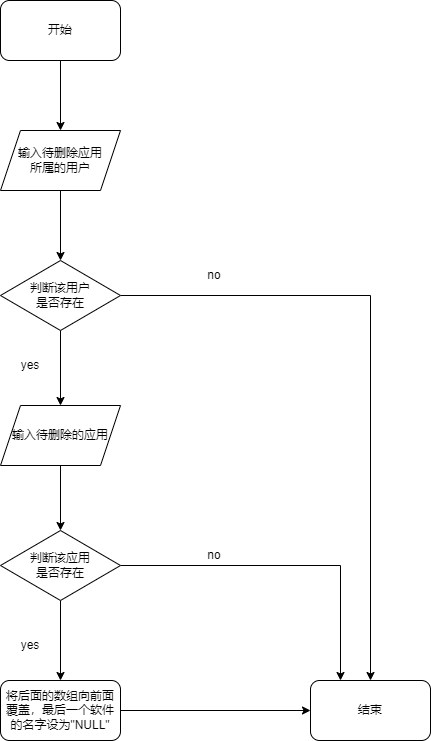 开始
输入待删除应用
所属的用户
判断该用户
是否存在
no
yes
输入待删除的应用
判断该应用
是否存在
no
yes
将后面的数组向前面
覆盖，最后一个软件
的名字设为"NULL"
结束